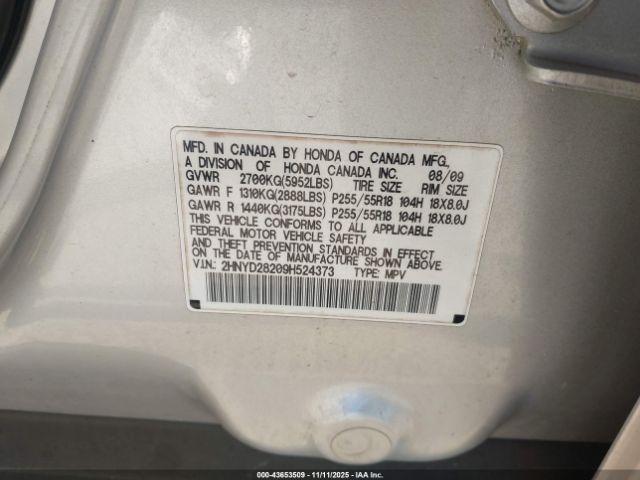 MFD. IN CANADA BY HONDA OF CANADA MFG.,
A DIVISION OF HONDA CANADA INC. 08/09
GVWR 2700KG(5952LBS) TIRE SIZE RIM SIZE
GAWR F 1310KG(2888LBS) P255/55R18 104H 18X8.0J
GAWR R 1440KG(3175LBS) P255/55R18 104H 18X8.0J
THIS VEHICLE CONFORMS TO ALL APPLICABLE
FEDERAL MOTOR VEHICLE SAFETY
AND THEFT PREVENTION STANDARDS IN EFFECT
ON THE DATE OF MANUFACTURE SHOWN ABOVE.
V.I.N.: 2HNYD28209H524373 TYPE: MPV
000-43653509 - 11/11/2025 - IAAI Inc.